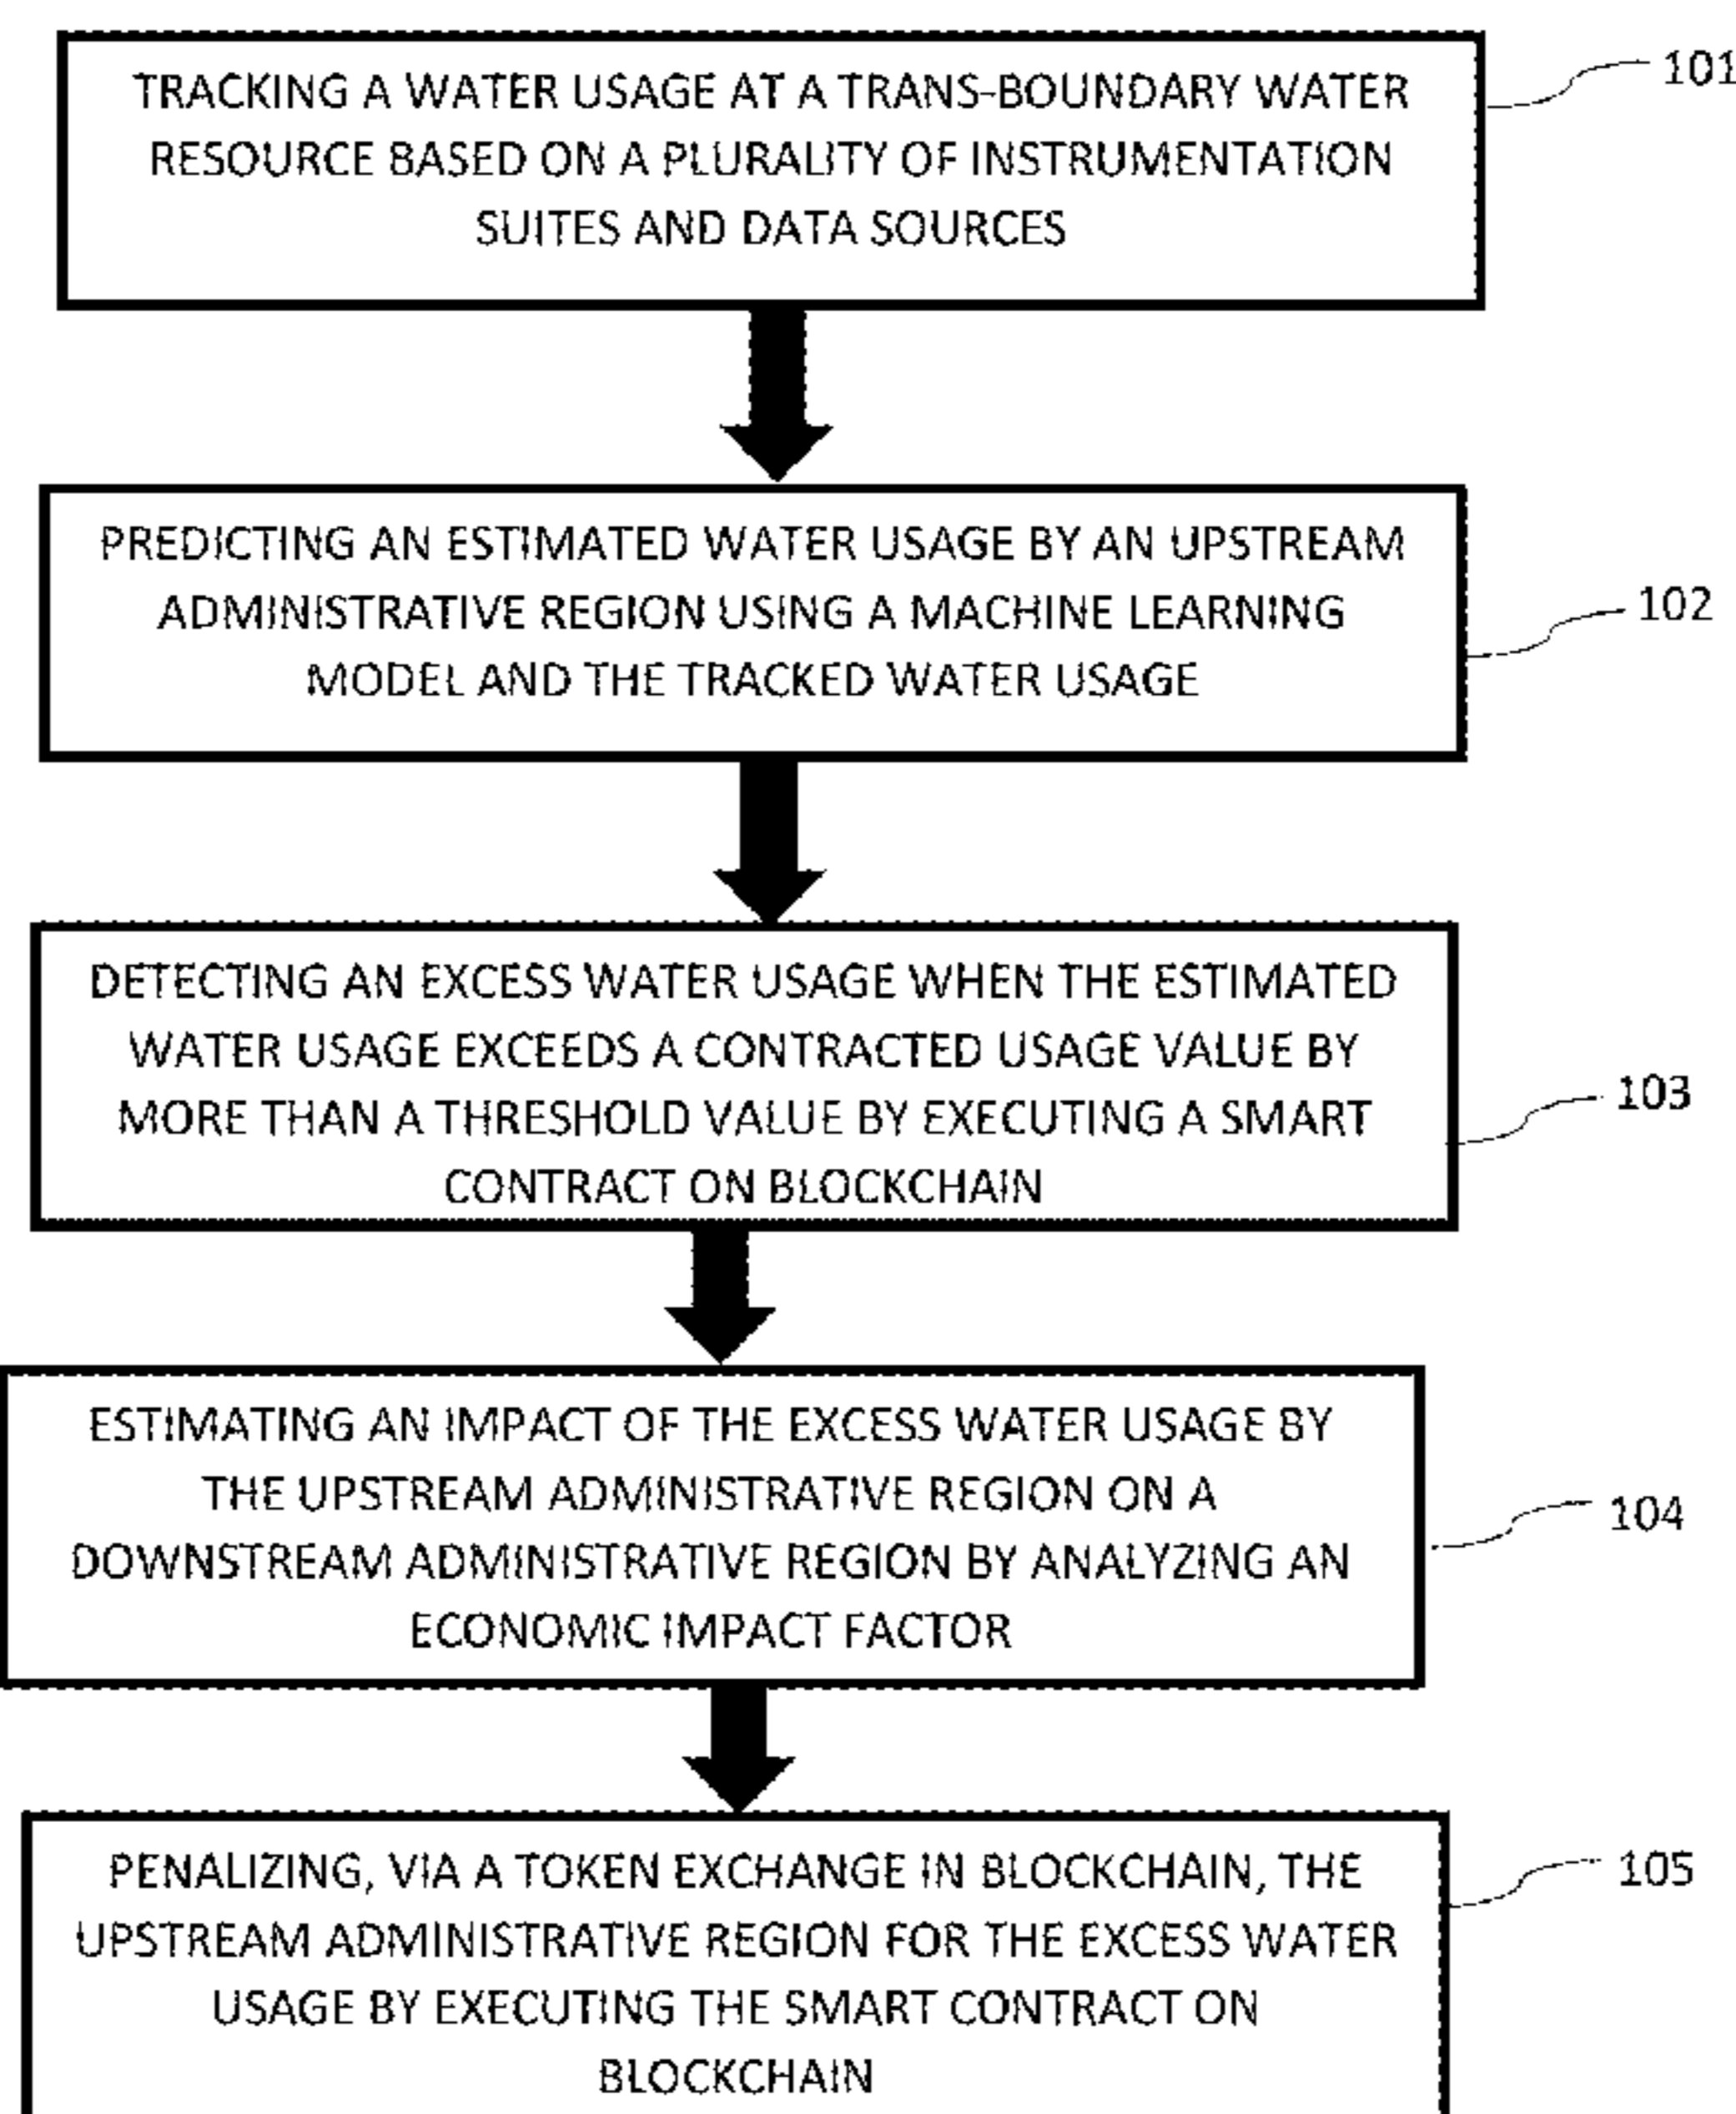 TRACKING A WATER USAGE AT A TRANS-BOUNDARY WATER
RESOURCE BASED ON A PLURALITY OF INSTRUMENTATION
SUITES AND DATA SOURCES
101
PREDICTING AN ESTIMATED WATER USAGE BY AN UPSTREAM
ADMINISTRATIVE REGION USING A MACHINE LEARNING
MODEL AND THE TRACKED WATER USAGE
102
DETECTING AN EXCESS WATER USAGE WHEN THE ESTIMATED
WATER USAGE EXCEEDS A CONTRACTED USAGE VALUE BY
MORE THAN A THRESHOLD VALUE BY EXECUTING A SMART
CONTRACT ON BLOCKCHAIN
103
ESTIMATING AN IMPACT OF THE EXCESS WATER USAGE BY
THE UPSTREAM ADMINISTRATIVE REGION ON A
DOWNSTREAM ADMINISTRATIVE REGION BY ANALYZING AN
ECONOMIC IMPACT FACTOR
104
PENALIZING, VIA A TOKEN EXCHANGE IN BLOCKCHAIN, THE
UPSTREAM ADMINISTRATIVE REGION FOR THE EXCESS WATER
USAGE BY EXECUTING THE SMART CONTRACT ON
BLOCKCHAIN
105